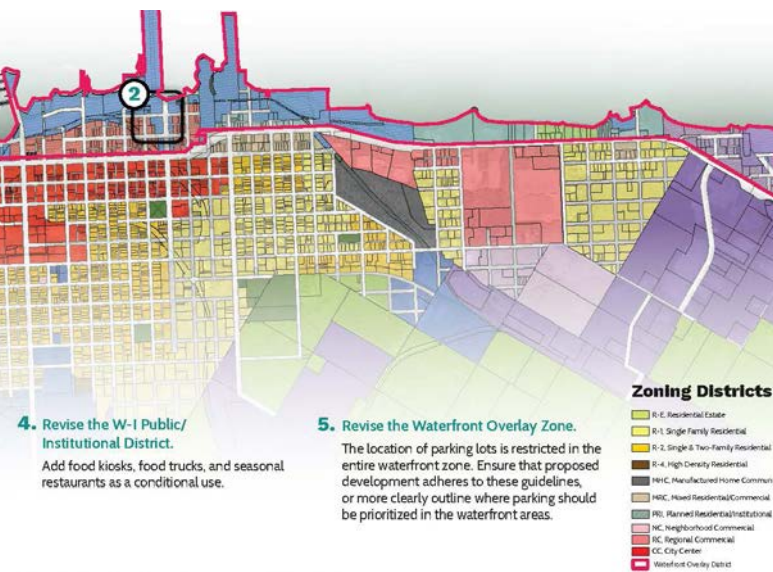 2
4. Revise the W-I Public/
Institutional District.
Add food kiosks, food trucks, and seasonal
restaurants as a conditional use.
5. Revise the Waterfront Overlay Zone.
The location of parking lots is restricted in the
entire waterfront zone. Ensure that proposed
development adheres to these guidelines,
or more clearly outline where parking should
be prioritized in the waterfront areas.
Zoning Districts
R-E, Residential Estate
R-1, Single Family Residential
R-2, Single & Two-Family Residential
R-4, High Density Residential
MHC, Manufactured Home Commun
MRC, Mixed Residential/Commercial
PRI, Planned Residential/Institutional
NC, Neighborhood Commercial
RC, Regional Commercial
CC, City Center
Waterfront Overlay District